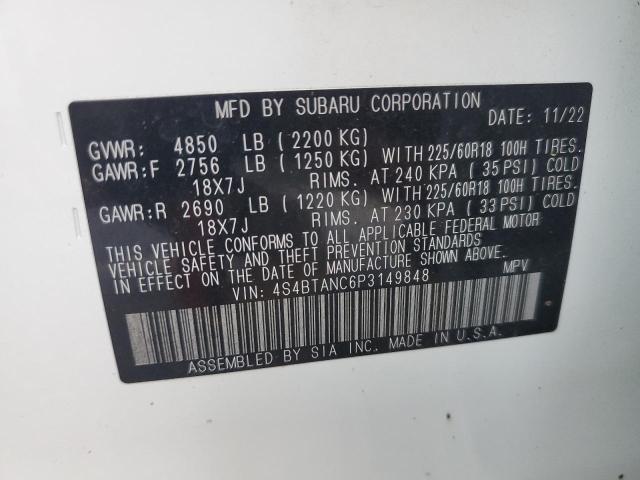 MFD BY SUBARU CORPORATION DATE: 11/22
GVWR: 4850 LB (2200 KG)
GAWR:F 2756 LB (1250 KG) WITH 225/60R18 100H TIRES.
18X7J RIMS. AT 240 KPA (35 PSI) COLD
GAWR:R 2690 LB (1220 KG) WITH 225/60R18 100H TIRES.
18X7J RIMS. AT 230 KPA (33 PSI) COLD
THIS VEHICLE CONFORMS TO ALL APPLICABLE FEDERAL MOTOR
VEHICLE SAFETY AND THEFT PREVENTION STANDARDS
IN EFFECT ON DATE OF MANUFACTURE SHOWN ABOVE.
VIN: 4S4BTANC6P3149848 MPV
ASSEMBLED BY SIA INC. MADE IN U.S.A.